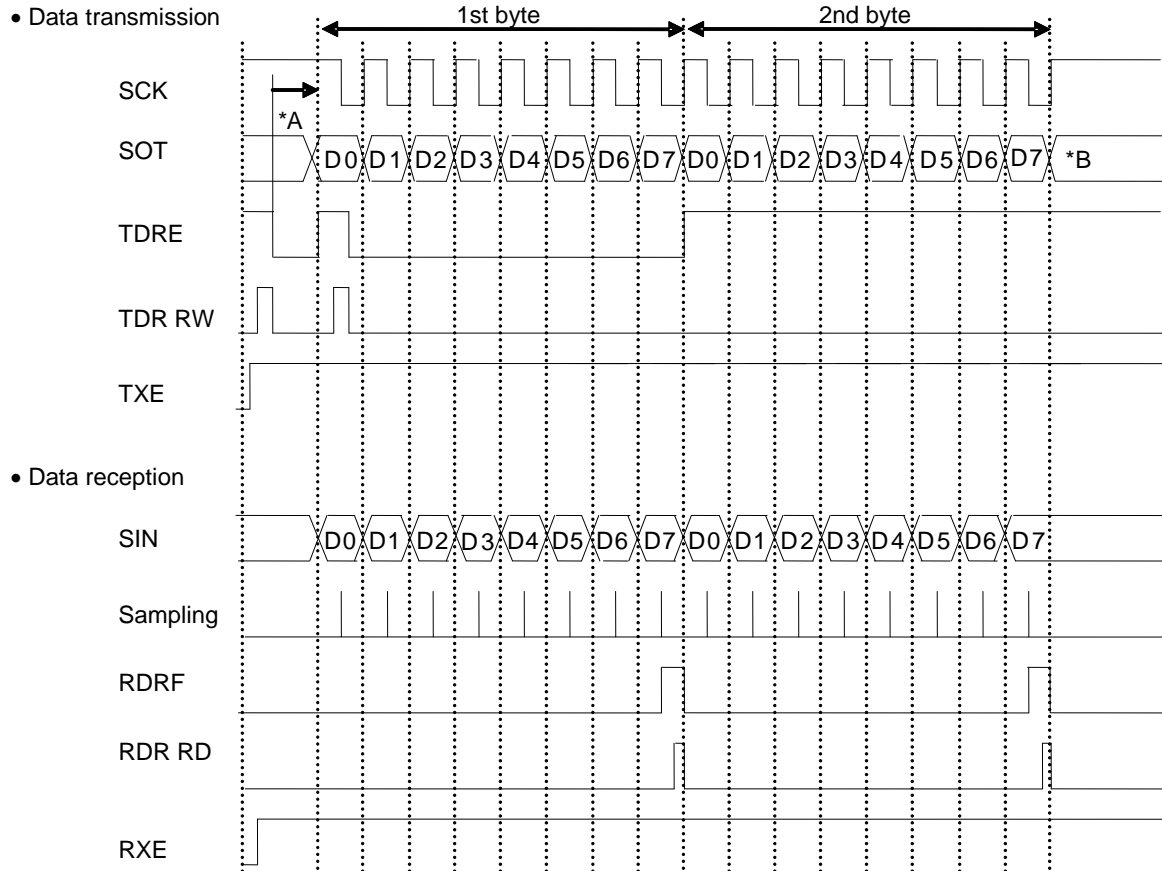 • Data transmission
1st byte
2nd byte
SCK
*A
SOT
D0 D1 D2 D3 D4 D5 D6 D7 D0 D1 D2 D3 D4 D5 D6 D7
*B
TDRE
TDR RW
TXE
• Data reception
SIN
D0 D1 D2 D3 D4 D5 D6 D7 D0 D1 D2 D3 D4 D5 D6 D7
Sampling
RDRF
RDR RD
RXE